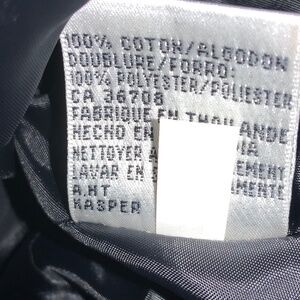 100% COTON/ALGODON
DOUBLURE/FORRO:
100% POLYESTER/POLIESTER
CA 36708
FABRIQUE EN THAILANDE
HECHO EN
NETTOYER
LAVAR EN
A.HT
KASPER